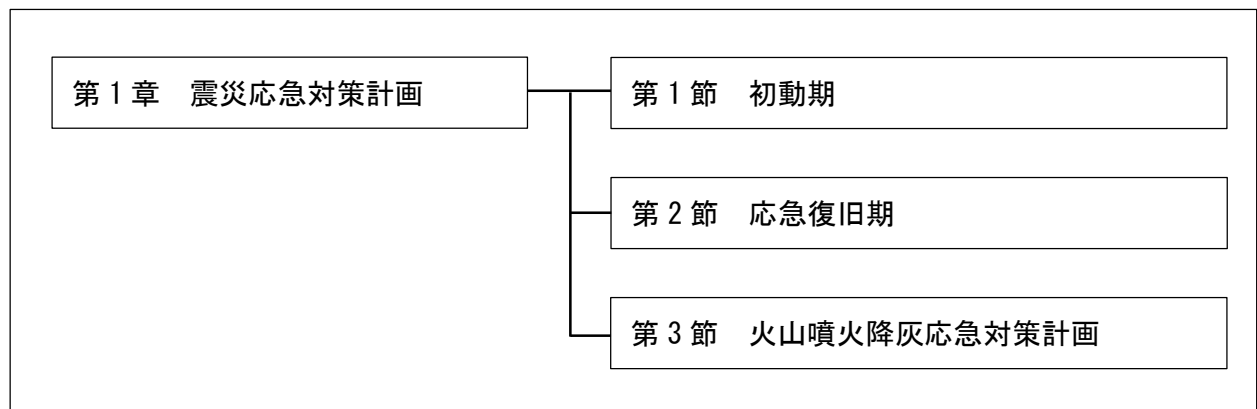 第1章　震災応急対策計画
第1節　初動期
第2節　応急復旧期
第3節　火山噴火降灰応急対策計画